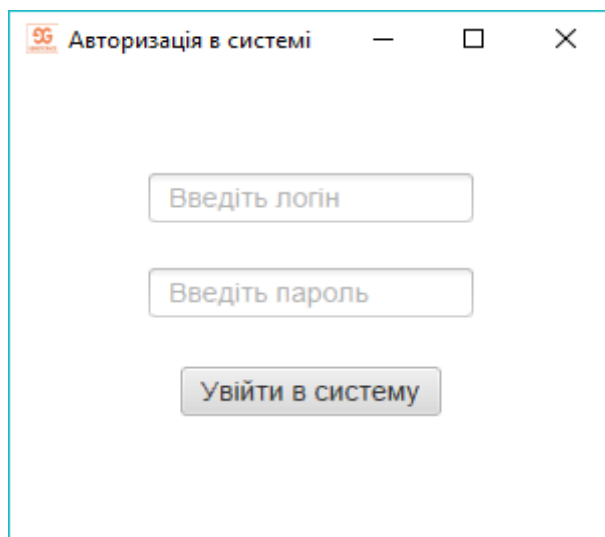 Авторизація в системі
Введіть логін
Введіть пароль
Увійти в систему